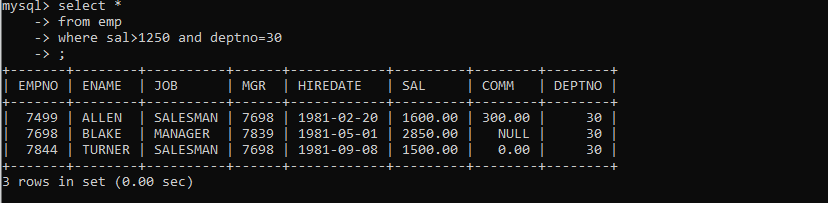 mysql> select *
    -> from emp
    -> where sal>1250 and deptno=30
    -> ;
+-------+--------+----------+------+------------+---------+--------+--------+
| EMPNO | ENAME  | JOB      | MGR  | HIREDATE   | SAL     | COMM   | DEPTNO |
+-------+--------+----------+------+------------+---------+--------+--------+
|  7499 | ALLEN  | SALESMAN | 7698 | 1981-02-20 | 1600.00 | 300.00 |     30 |
|  7698 | BLAKE  | MANAGER  | 7839 | 1981-05-01 | 2850.00 |   NULL |     30 |
|  7844 | TURNER | SALESMAN | 7698 | 1981-09-08 | 1500.00 |   0.00 |     30 |
+-------+--------+----------+------+------------+---------+--------+--------+
3 rows in set (0.00 sec)